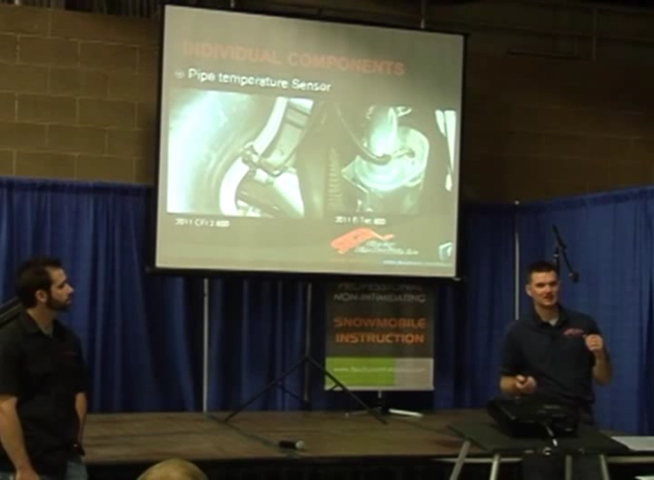 INDIVIDUAL COMPONENTS
Pipe temperature Sensor
2011 CFI 2 800
2011 E-Tec 800
PROFESSIONAL
NON-INTIMIDATING
SNOWMOBILE
INSTRUCTION